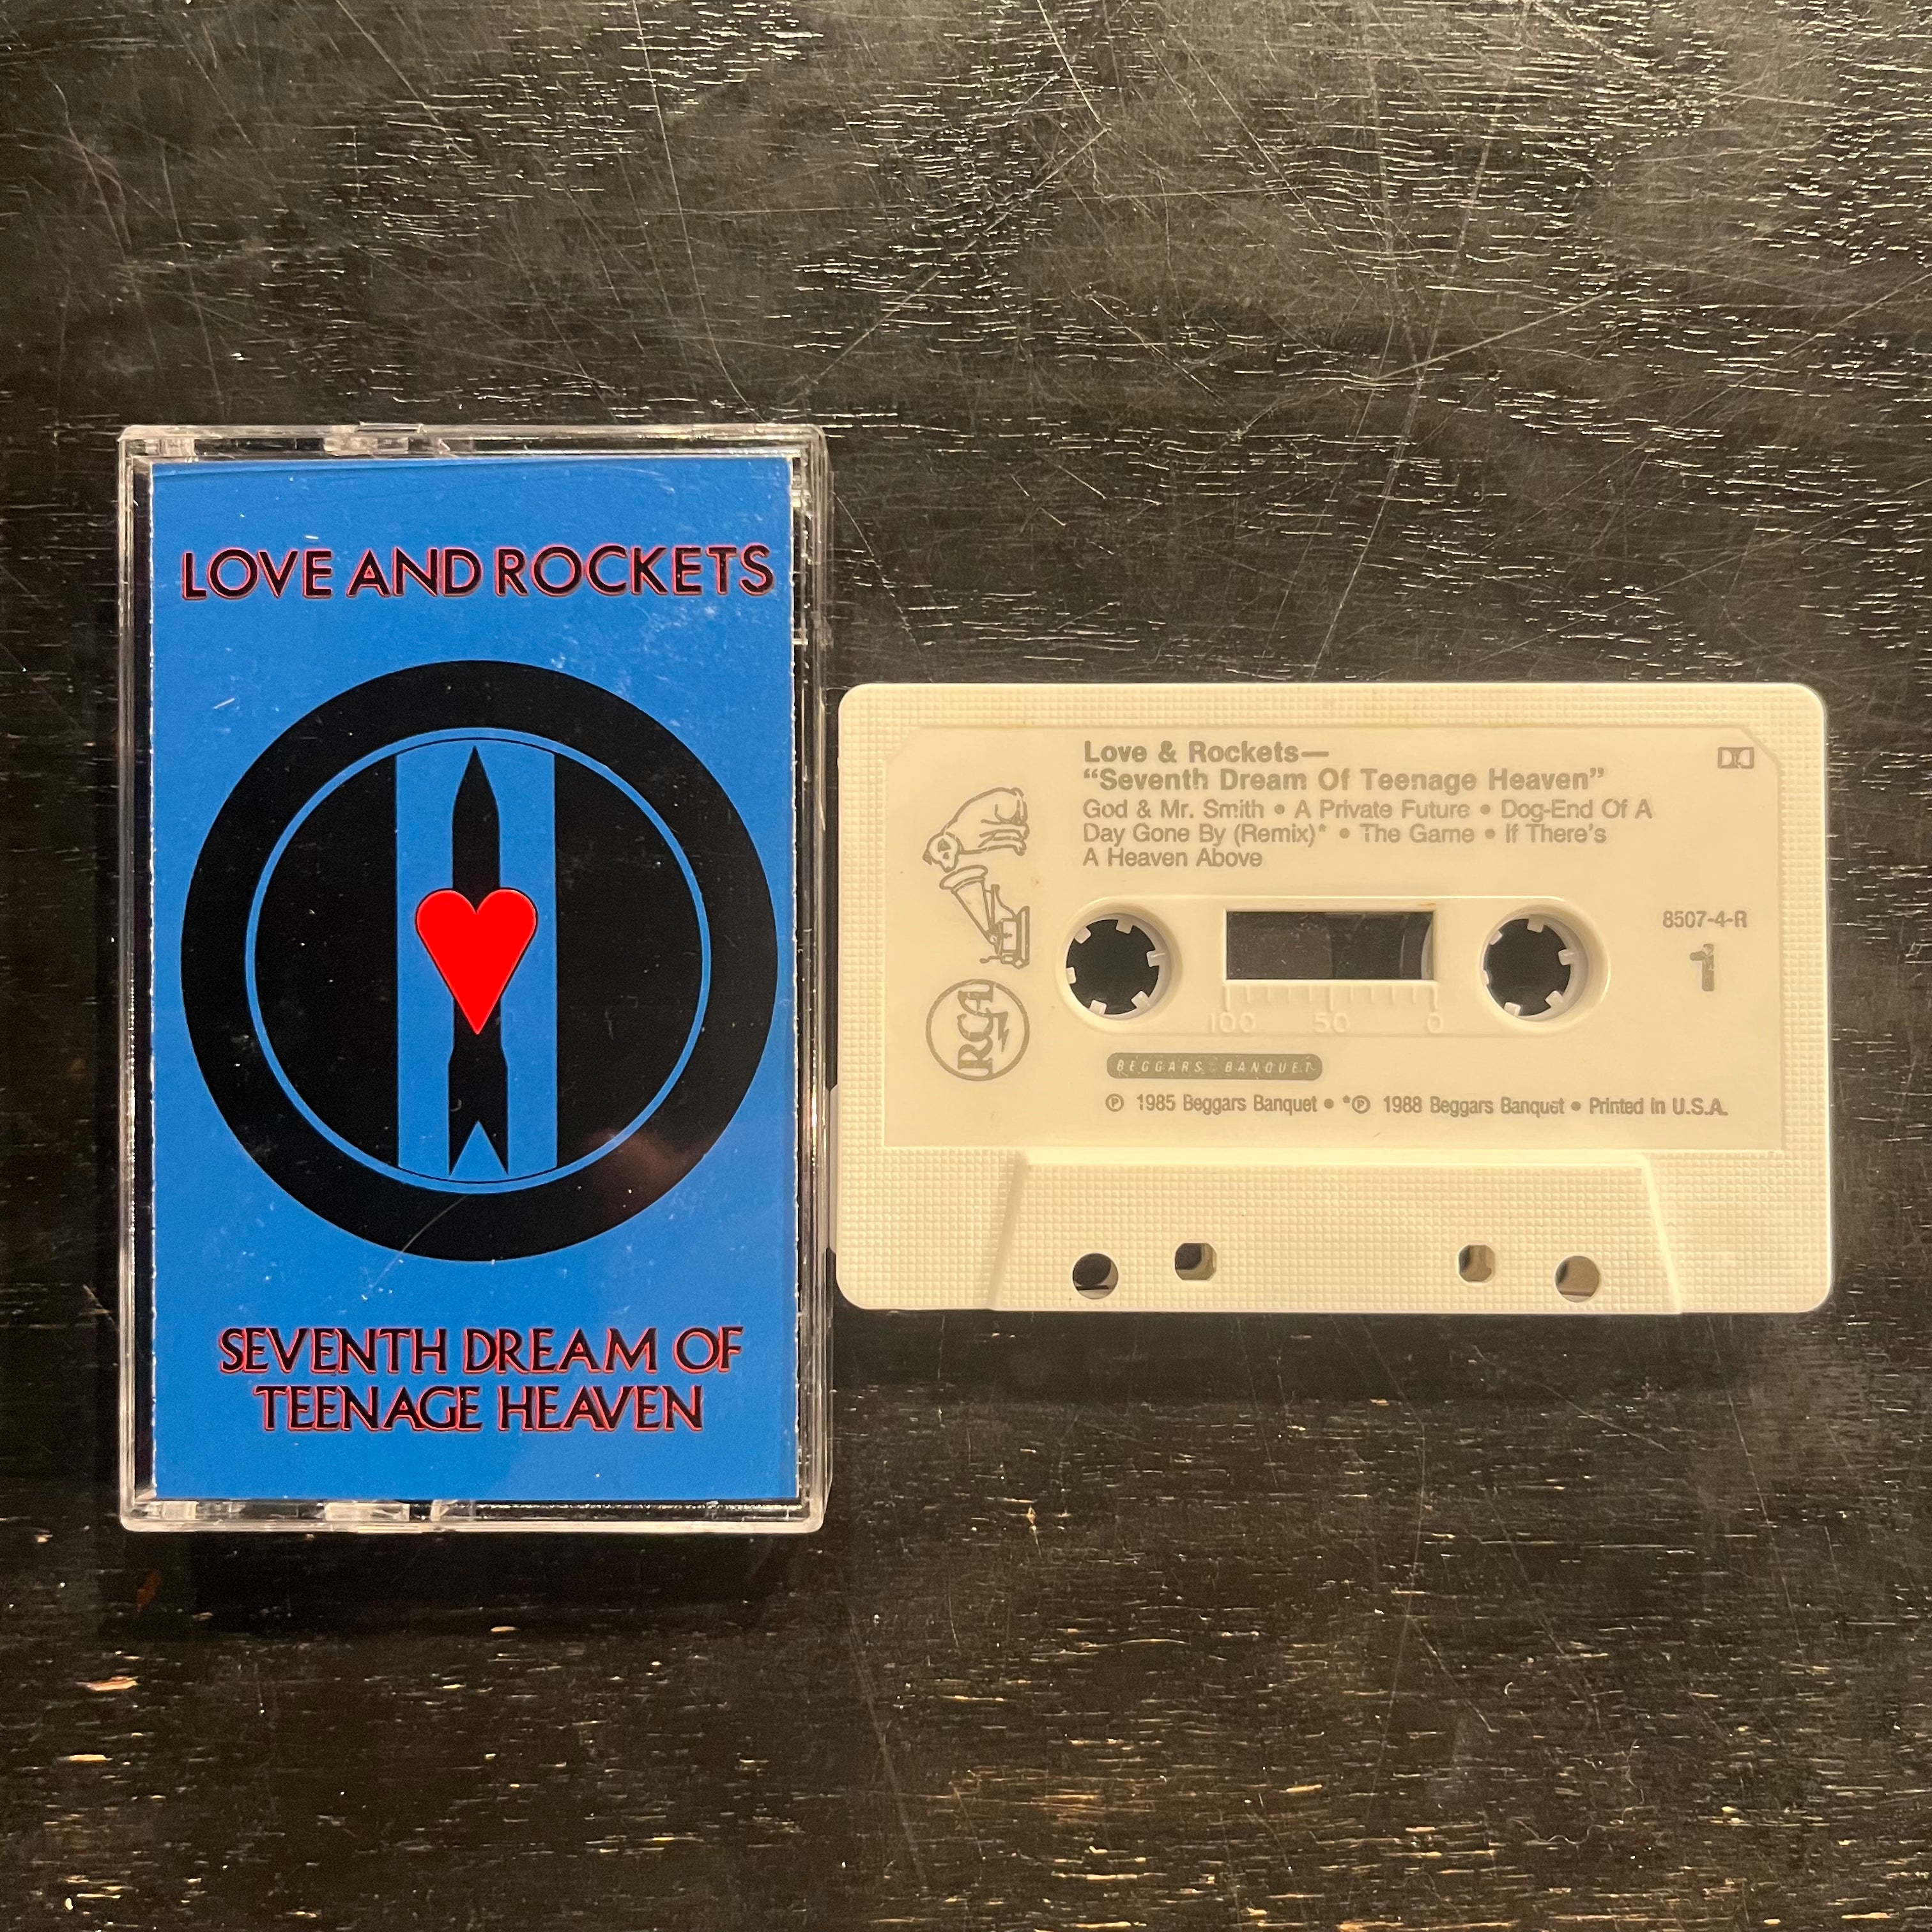 LOVE AND ROCKETS
SEVENTH DREAM OF
TEENAGE HEAVEN
Love & Rockets—
“Seventh Dream Of Teenage Heaven”
God & Mr. Smith • A Private Future • Dog-End Of A
Day Gone By (Remix)* • The Game • If There's
A Heaven Above
8507-4-R
1
RCA
100 50 0
BEGGARS BANQUET
℗ 1985 Beggars Banquet • *℗ 1988 Beggars Banquet • Printed in U.S.A.